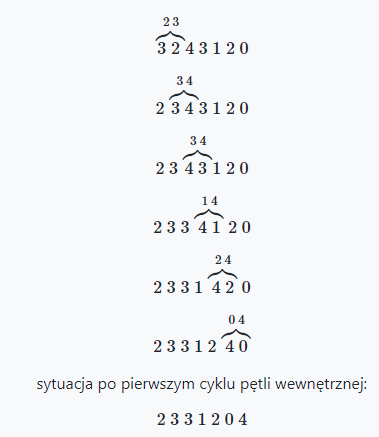 2 3
3 2 4 3 1 2 0
3 4
2 3 4 3 1 2 0
3 4
2 3 4 3 1 2 0
1 4
2 3 3 4 1 2 0
2 4
2 3 3 1 4 2 0
0 4
2 3 3 1 2 4 0
sytuacja po pierwszym cyklu pętli wewnętrznej:
2 3 3 1 2 0 4